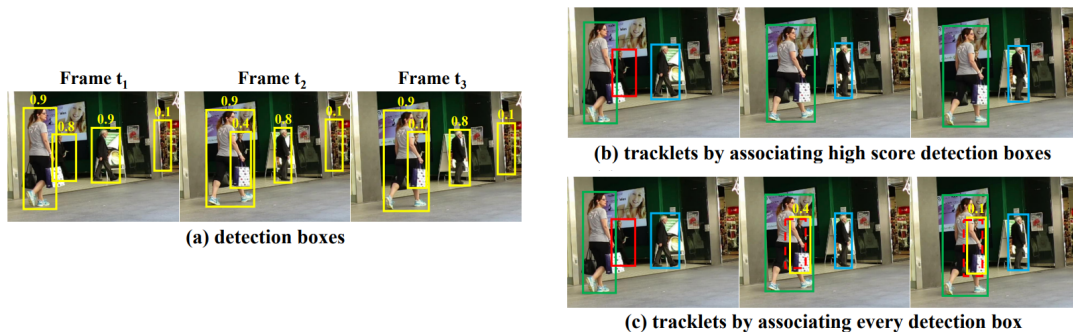 Frame t1
Frame t2
Frame t3
0.9
0.8
0.9
0.1
0.9
0.4
0.8
0.1
0.9
0.1
0.8
0.1
(a) detection boxes
(b) tracklets by associating high score detection boxes
0.4
0.1
(c) tracklets by associating every detection box